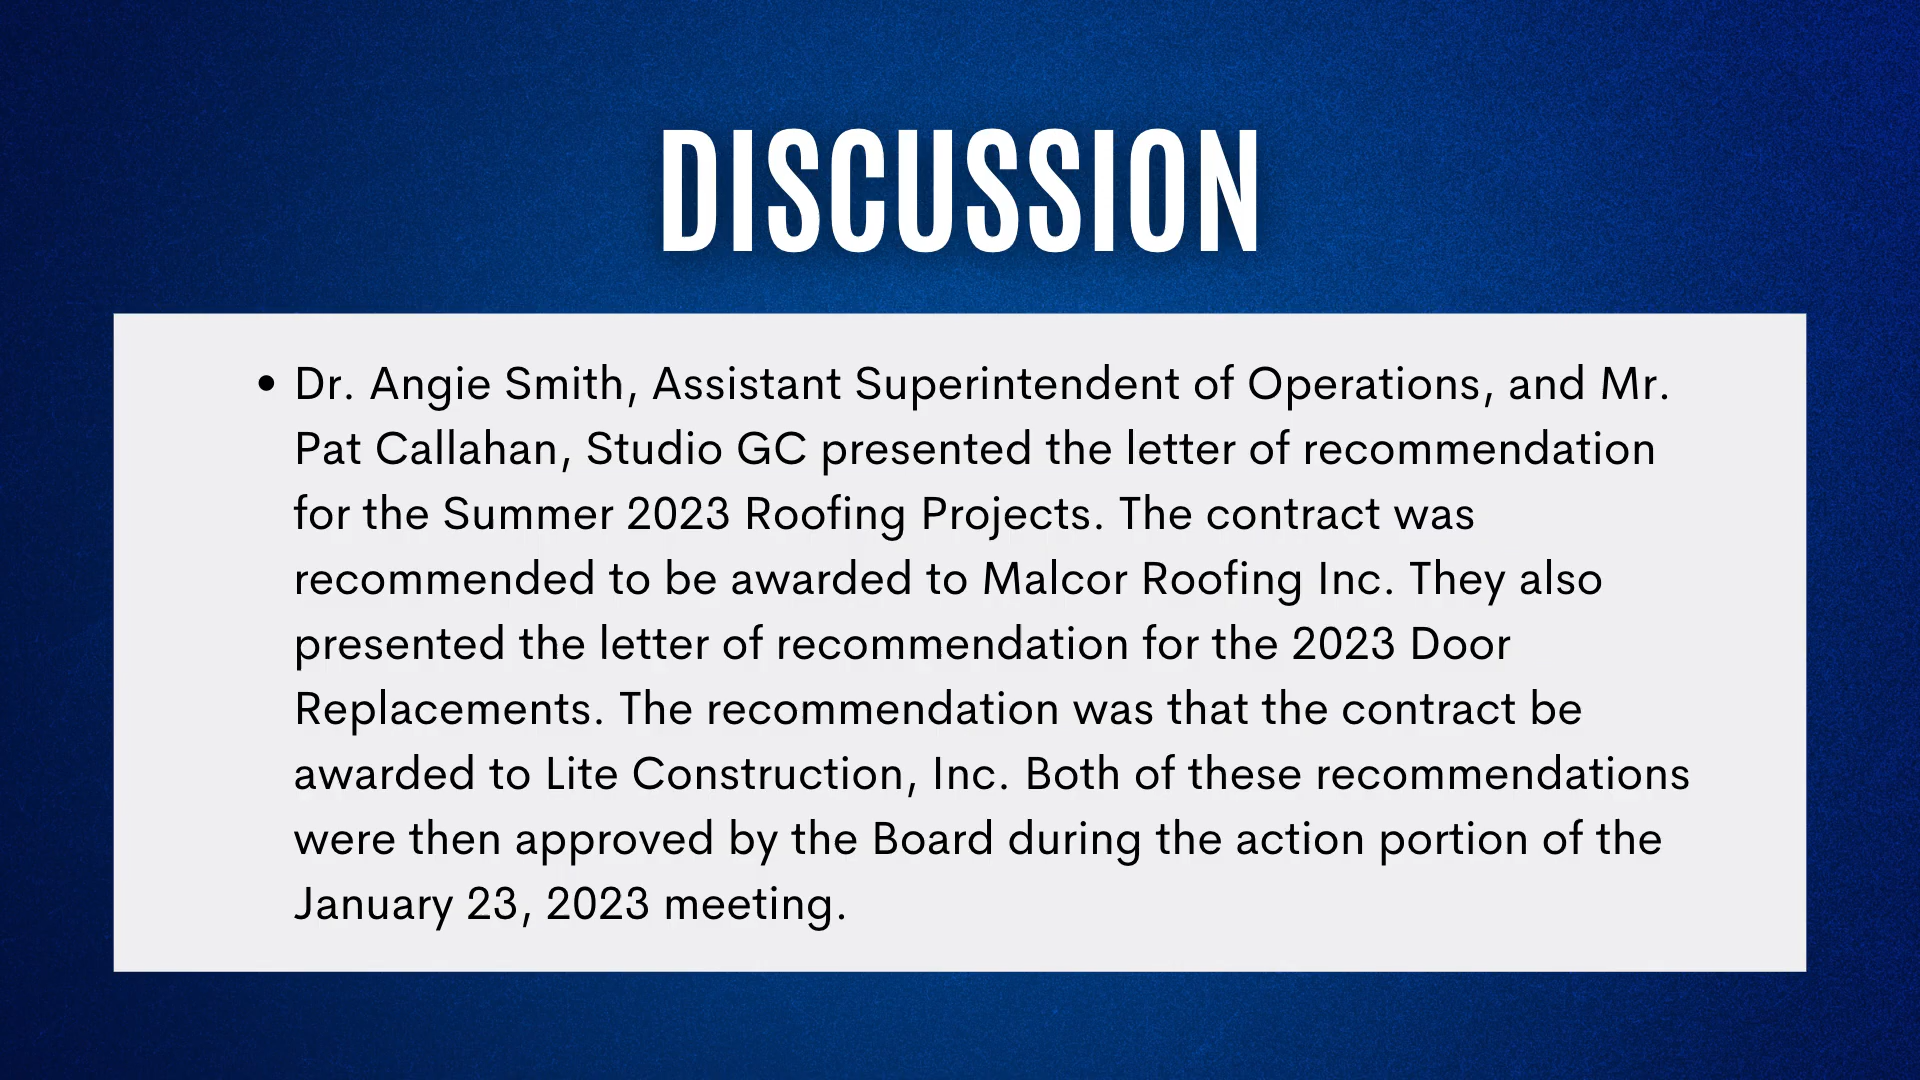 DISCUSSION
• Dr. Angie Smith, Assistant Superintendent of Operations, and Mr.
Pat Callahan, Studio GC presented the letter of recommendation
for the Summer 2023 Roofing Projects. The contract was
recommended to be awarded to Malcor Roofing Inc. They also
presented the letter of recommendation for the 2023 Door
Replacements. The recommendation was that the contract be
awarded to Lite Construction, Inc. Both of these recommendations
were then approved by the Board during the action portion of the
January 23, 2023 meeting.